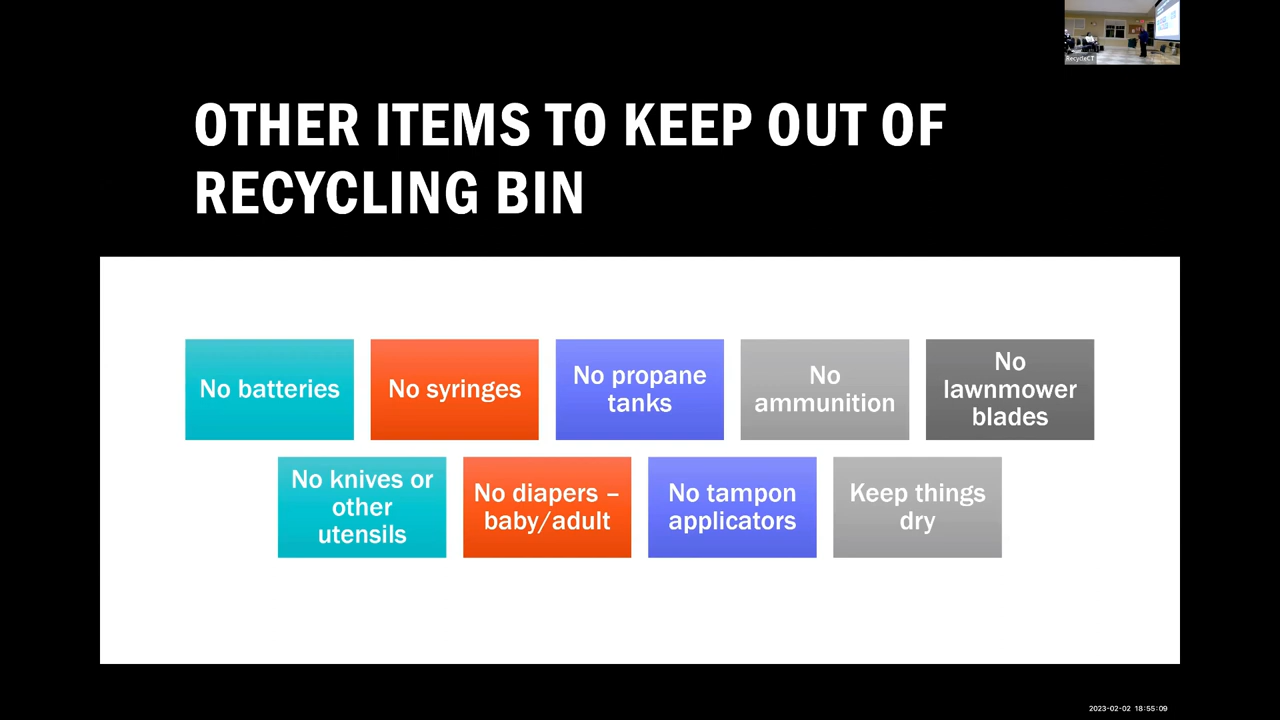 RecycleCT
OTHER ITEMS TO KEEP OUT OF
RECYCLING BIN
No batteries
No syringes
No propane
tanks
No
ammunition
No
lawnmower
blades
No knives or
other
utensils
No diapers –
baby/adult
No tampon
applicators
Keep things
dry
2023-02-02 18:55:09